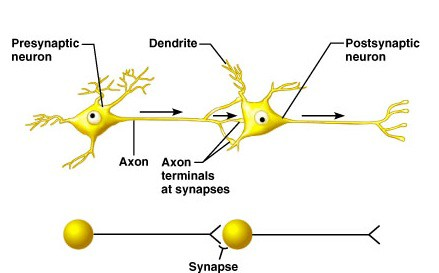 Presynaptic
neuron
Dendrite
Postsynaptic
neuron
Axon
Axon
terminals
at synapses
Synapse